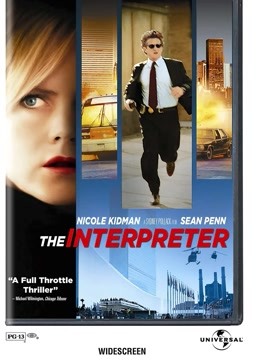 NICOLE KIDMAN A SYDNEY POLLACK FILM SEAN PENN
THE INTERPRETER
"A Full Throttle
Thriller"
—Michael Wilmington, Chicago Tribune
PG-13
UNIVERSAL
WIDESCREEN